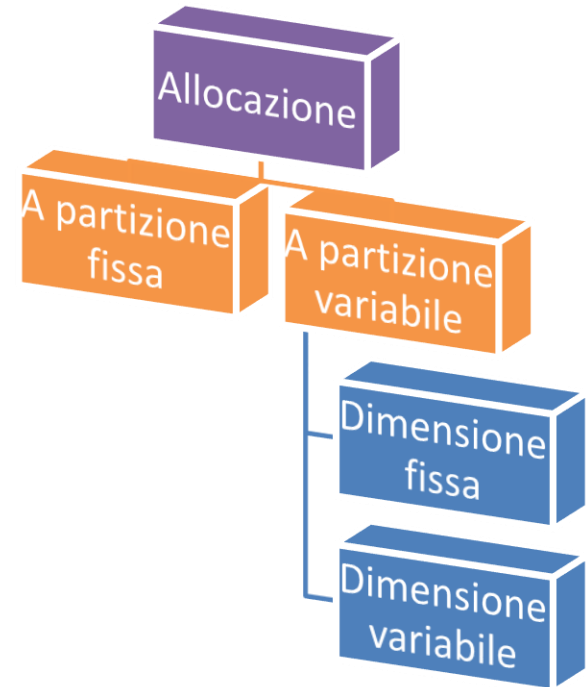 Allocazione
A partizione
fissa
A partizione
variabile
Dimensione
fissa
Dimensione
variabile